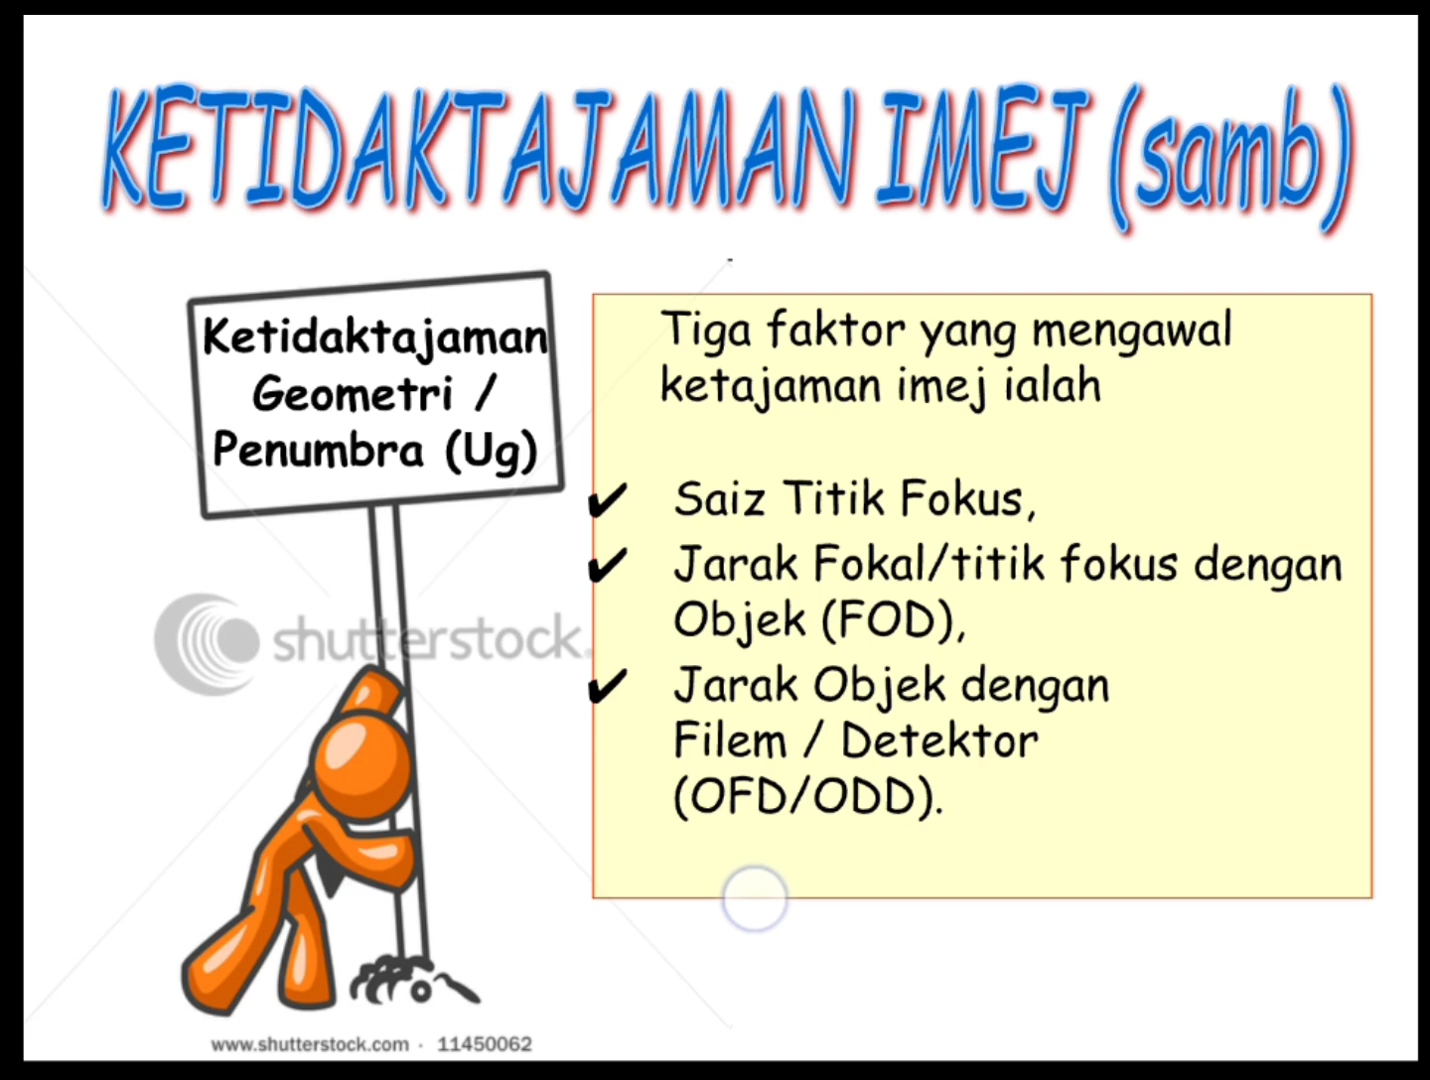 KETIDAKTAJAMAN IMEJ (samb)
Ketidaktajaman
Geometri /
Penumbra (Ug)
Tiga faktor yang mengawal
ketajaman imej ialah
✔ Saiz Titik Fokus,
✔ Jarak Fokal/titik fokus dengan
Objek (FOD),
✔ Jarak Objek dengan
Filem / Detektor
(OFD/ODD).
shutterstock.
www.shutterstock.com · 11450062